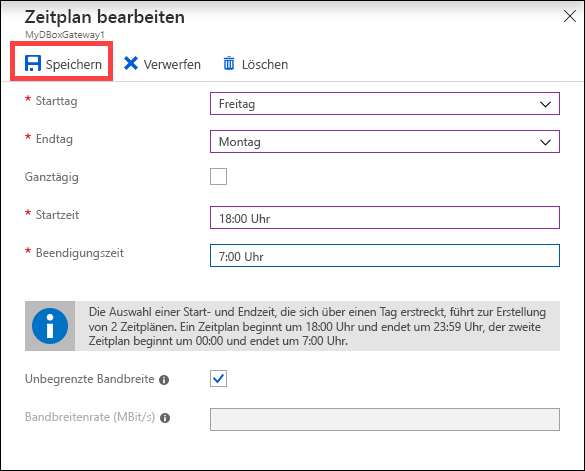 Zeitplan bearbeiten
MyDBoxGateway1
Speichern Verwerfen Löschen
* Starttag Freitag
* Endtag Montag
Ganztägig
* Startzeit 18:00 Uhr
* Beendigungszeit 7:00 Uhr
Die Auswahl einer Start- und Endzeit, die sich über einen Tag erstreckt, führt zur Erstellung
von 2 Zeitplänen. Ein Zeitplan beginnt um 18:00 Uhr und endet um 23:59 Uhr, der zweite
Zeitplan beginnt um 00:00 und endet um 7:00 Uhr.
Unbegrenzte Bandbreite
Bandbreitenrate (MBit/s)